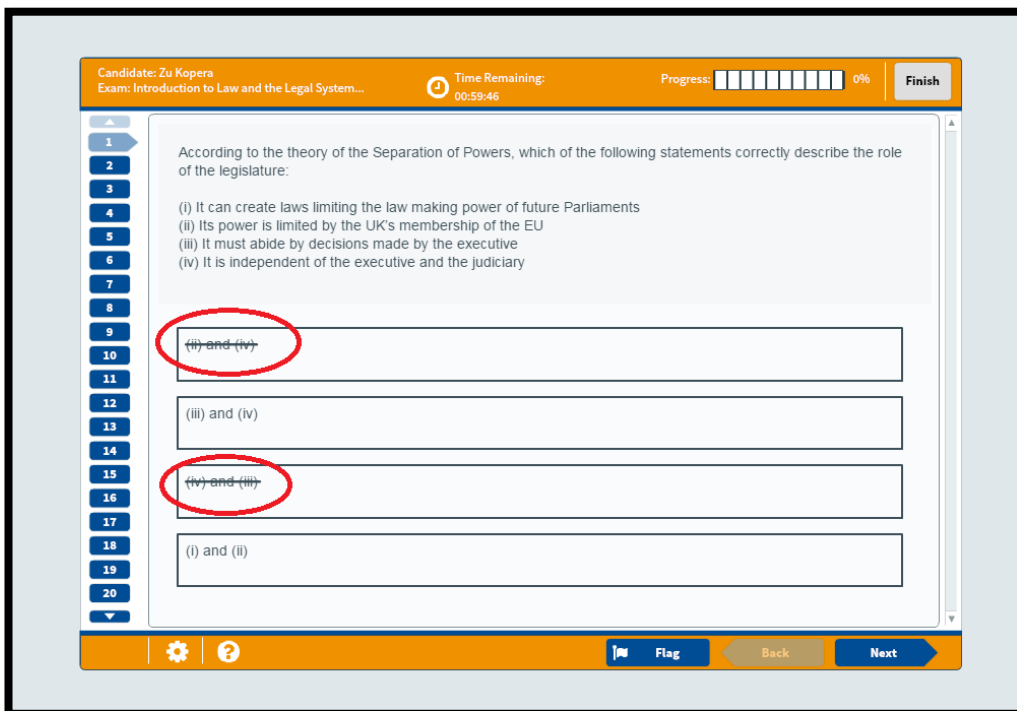 Candidate: Zu Kopera
Exam: Introduction to Law and the Legal System...
Time Remaining:
00:59:46
Progress:
0%
Finish
1
2
3
4
5
6
7
8
9
10
11
12
13
14
15
16
17
18
19
20
According to the theory of the Separation of Powers, which of the following statements correctly describe the role
of the legislature:
(i) It can create laws limiting the law making power of future Parliaments
(ii) Its power is limited by the UK's membership of the EU
(iii) It must abide by decisions made by the executive
(iv) It is independent of the executive and the judiciary
(ii) and (iv)
(iii) and (iv)
(iv) and (iii)
(i) and (ii)
?
Flag
Back
Next